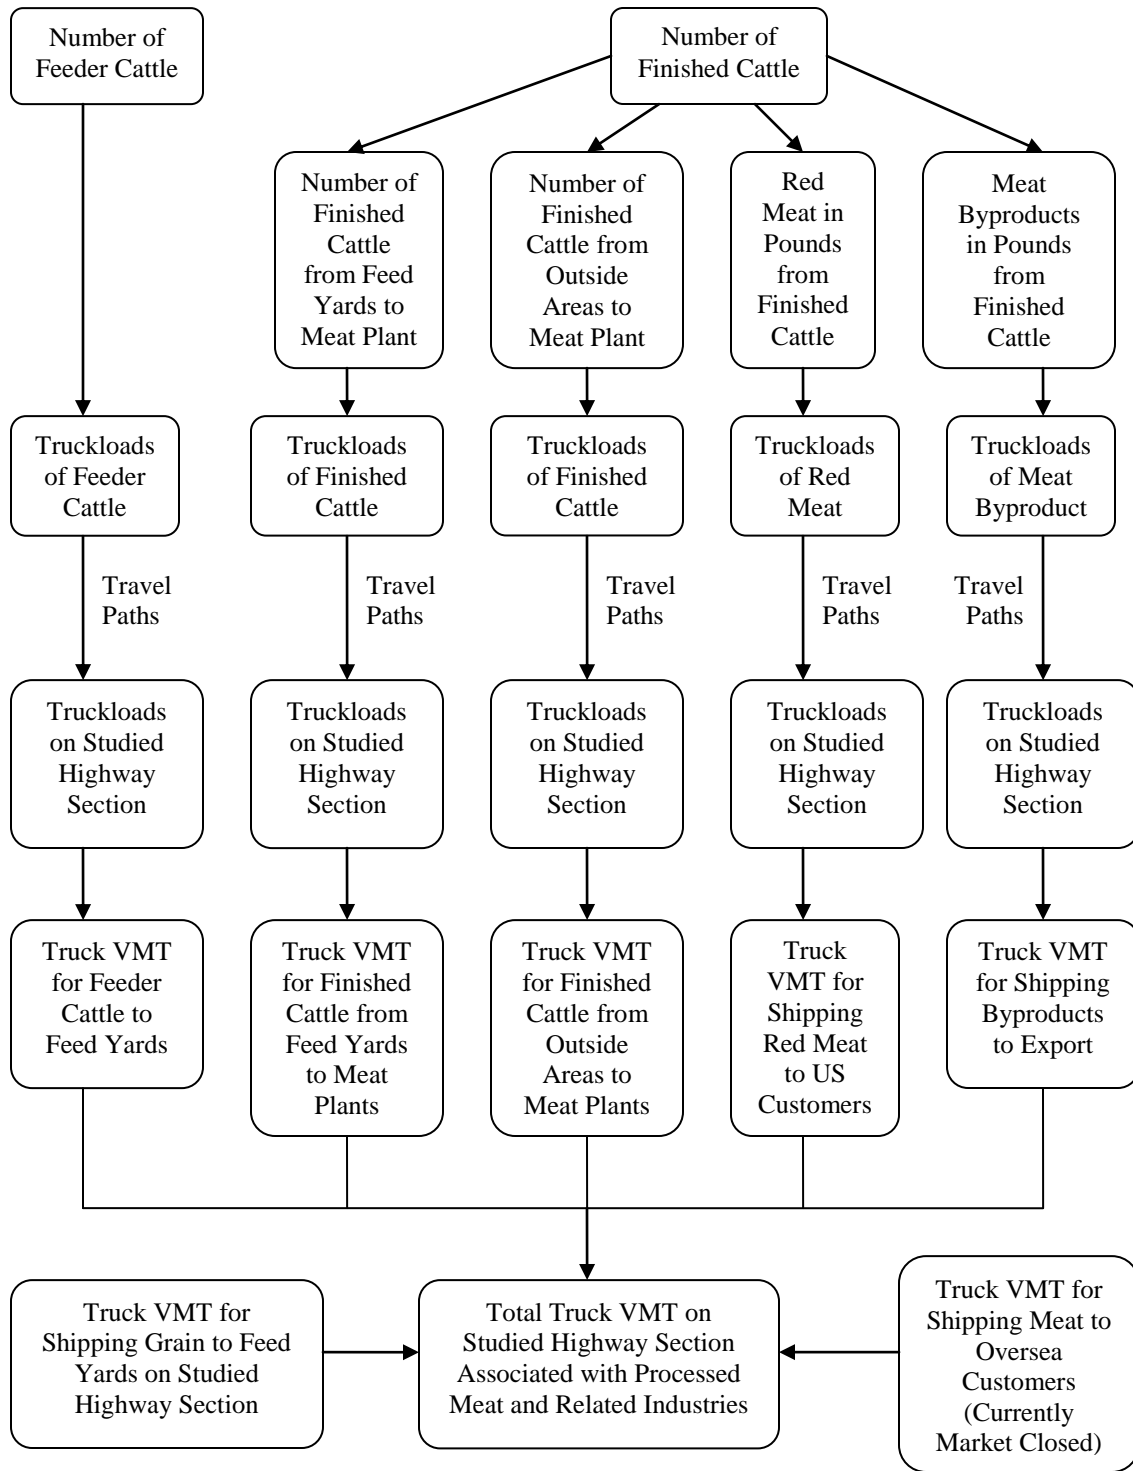 Number of
Feeder Cattle
Number of
Finished Cattle
Number of
Finished
Cattle
from Feed
Yards to
Meat Plant
Number of
Finished
Cattle from
Outside
Areas to
Meat Plant
Red
Meat in
Pounds
from
Finished
Cattle
Meat
Byproducts
in Pounds
from
Finished
Cattle
Truckloads
of Feeder
Cattle
Truckloads
of Finished
Cattle
Truckloads
of Finished
Cattle
Truckloads
of Red
Meat
Truckloads
of Meat
Byproduct
Travel
Paths
Travel
Paths
Travel
Paths
Travel
Paths
Travel
Paths
Truckloads
on Studied
Highway
Section
Truckloads
on Studied
Highway
Section
Truckloads
on Studied
Highway
Section
Truckloads
on Studied
Highway
Section
Truckloads
on Studied
Highway
Section
Truck VMT
for Feeder
Cattle to
Feed Yards
Truck VMT
for Finished
Cattle from
Feed Yards
to Meat
Plants
Truck VMT
for Finished
Cattle from
Outside
Areas to
Meat Plants
Truck
VMT for
Shipping
Red Meat
to US
Customers
Truck VMT
for Shipping
Byproducts
to Export
Truck VMT for
Shipping Grain to Feed
Yards on Studied
Highway Section
Total Truck VMT on
Studied Highway Section
Associated with Processed
Meat and Related Industries
Truck VMT for
Shipping Meat to
Oversea
Customers
(Currently
Market Closed)